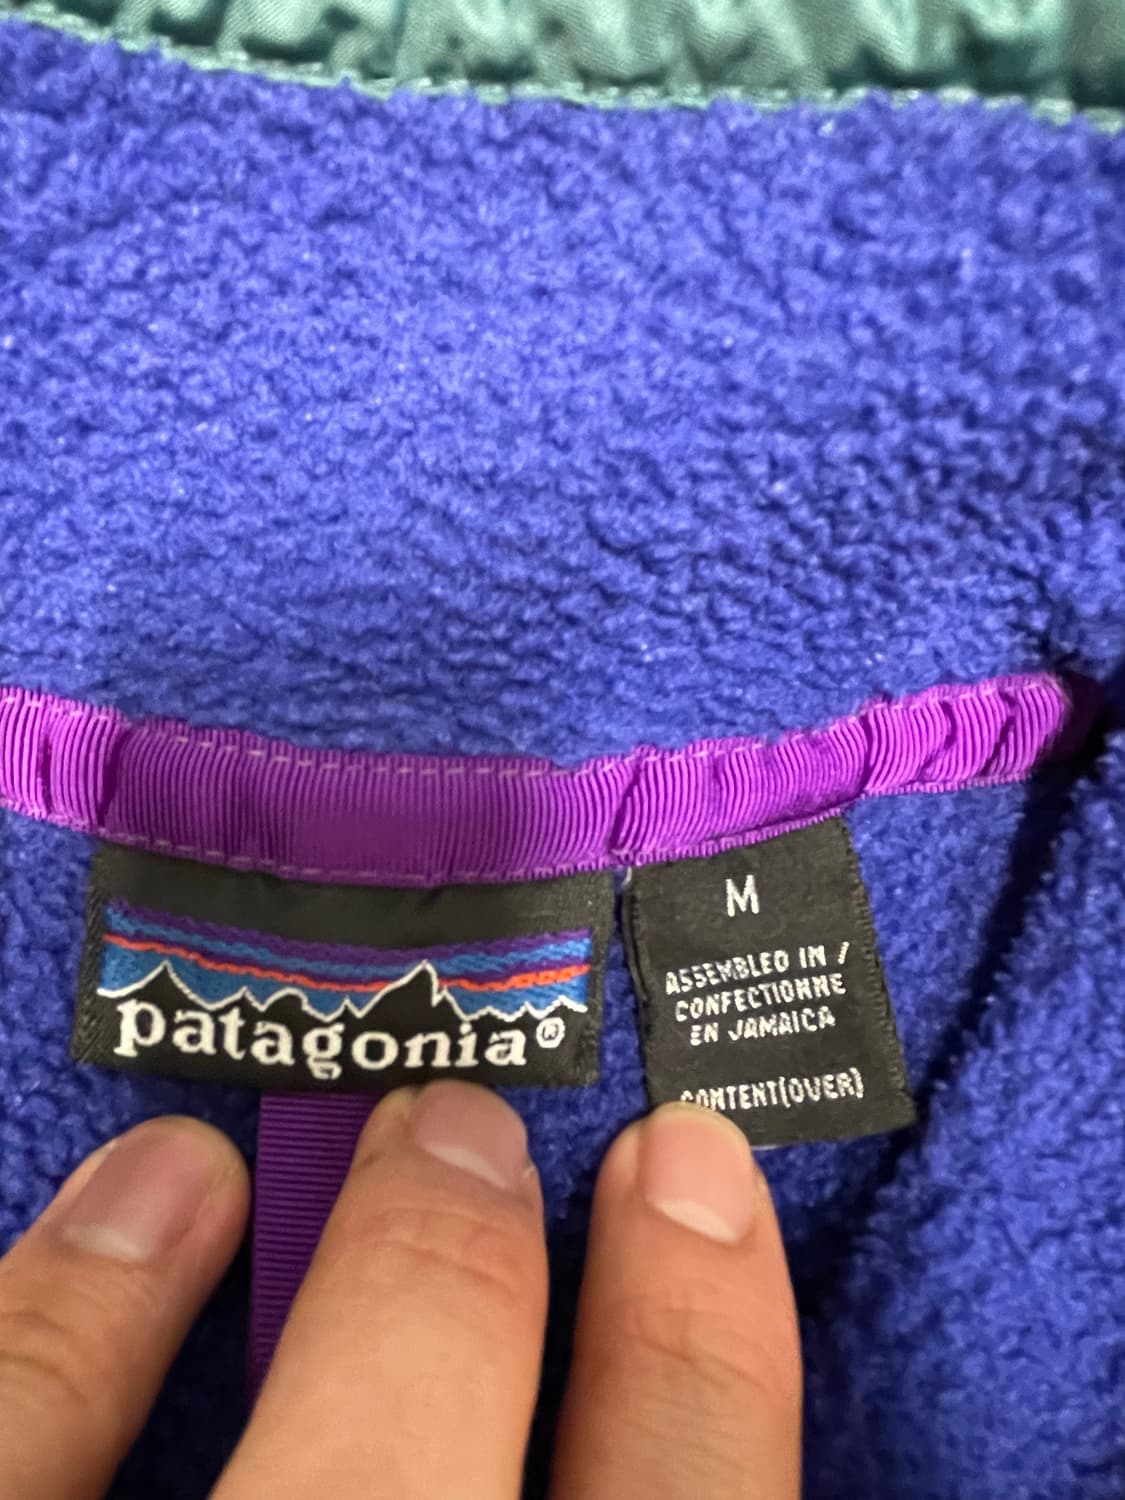 patagonia®
M
ASSEMBLED IN /
CONFECTIONNE
EN JAMAICA
CONTENT(OVER)